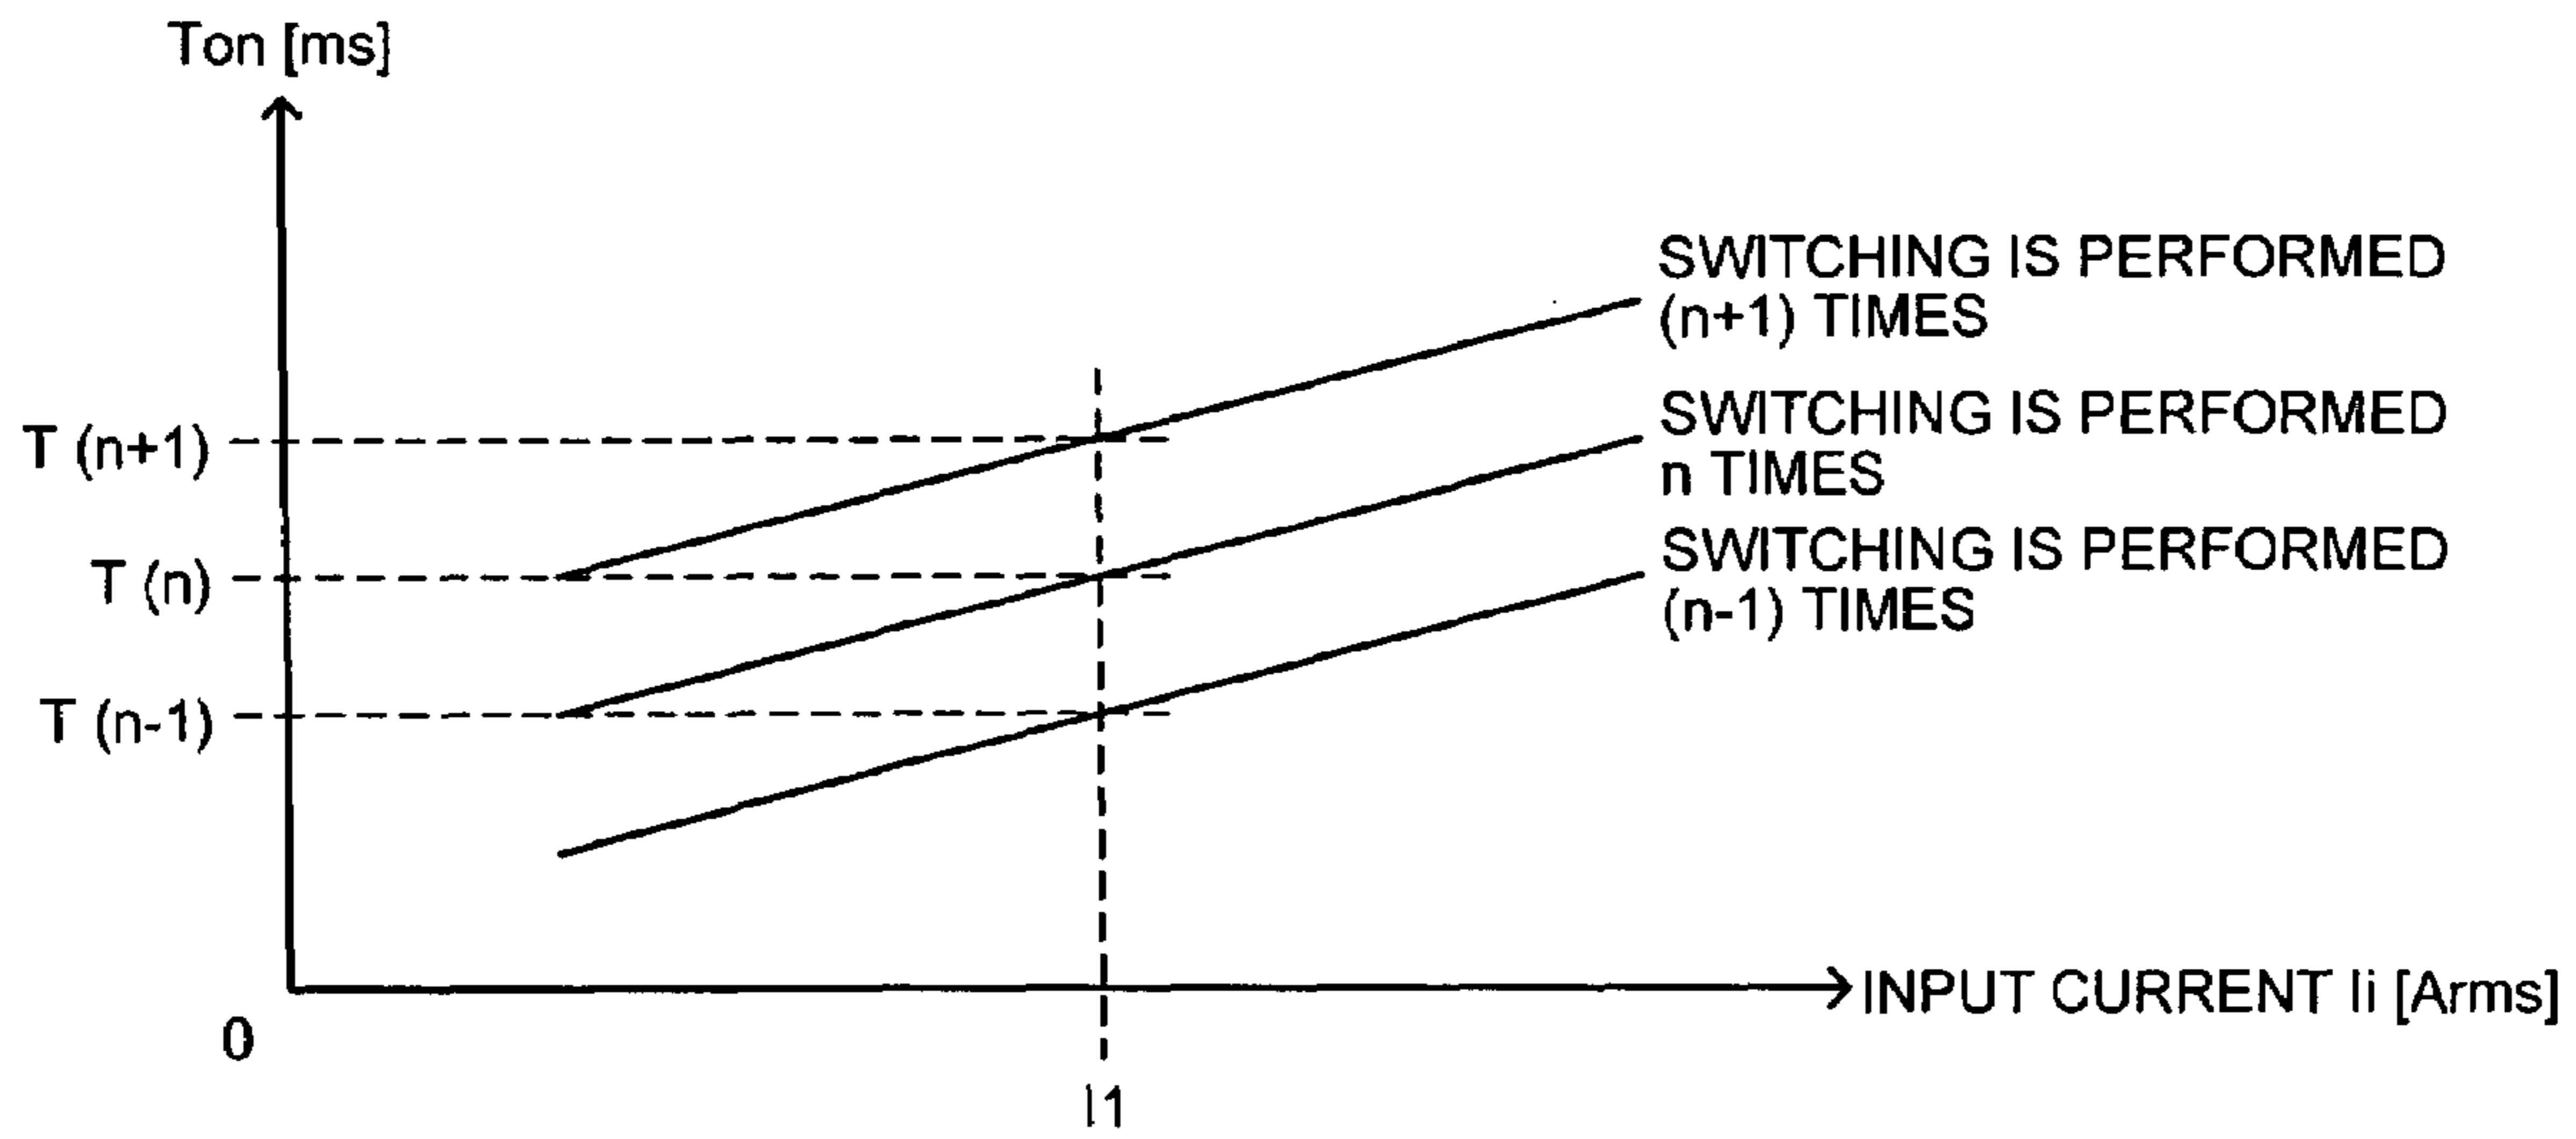 Ton [ms]
SWITCHING IS PERFORMED
(n+1) TIMES
T (n+1)
SWITCHING IS PERFORMED
n TIMES
T (n)
SWITCHING IS PERFORMED
(n-1) TIMES
T (n-1)
INPUT CURRENT Ii [Arms]
0
I1